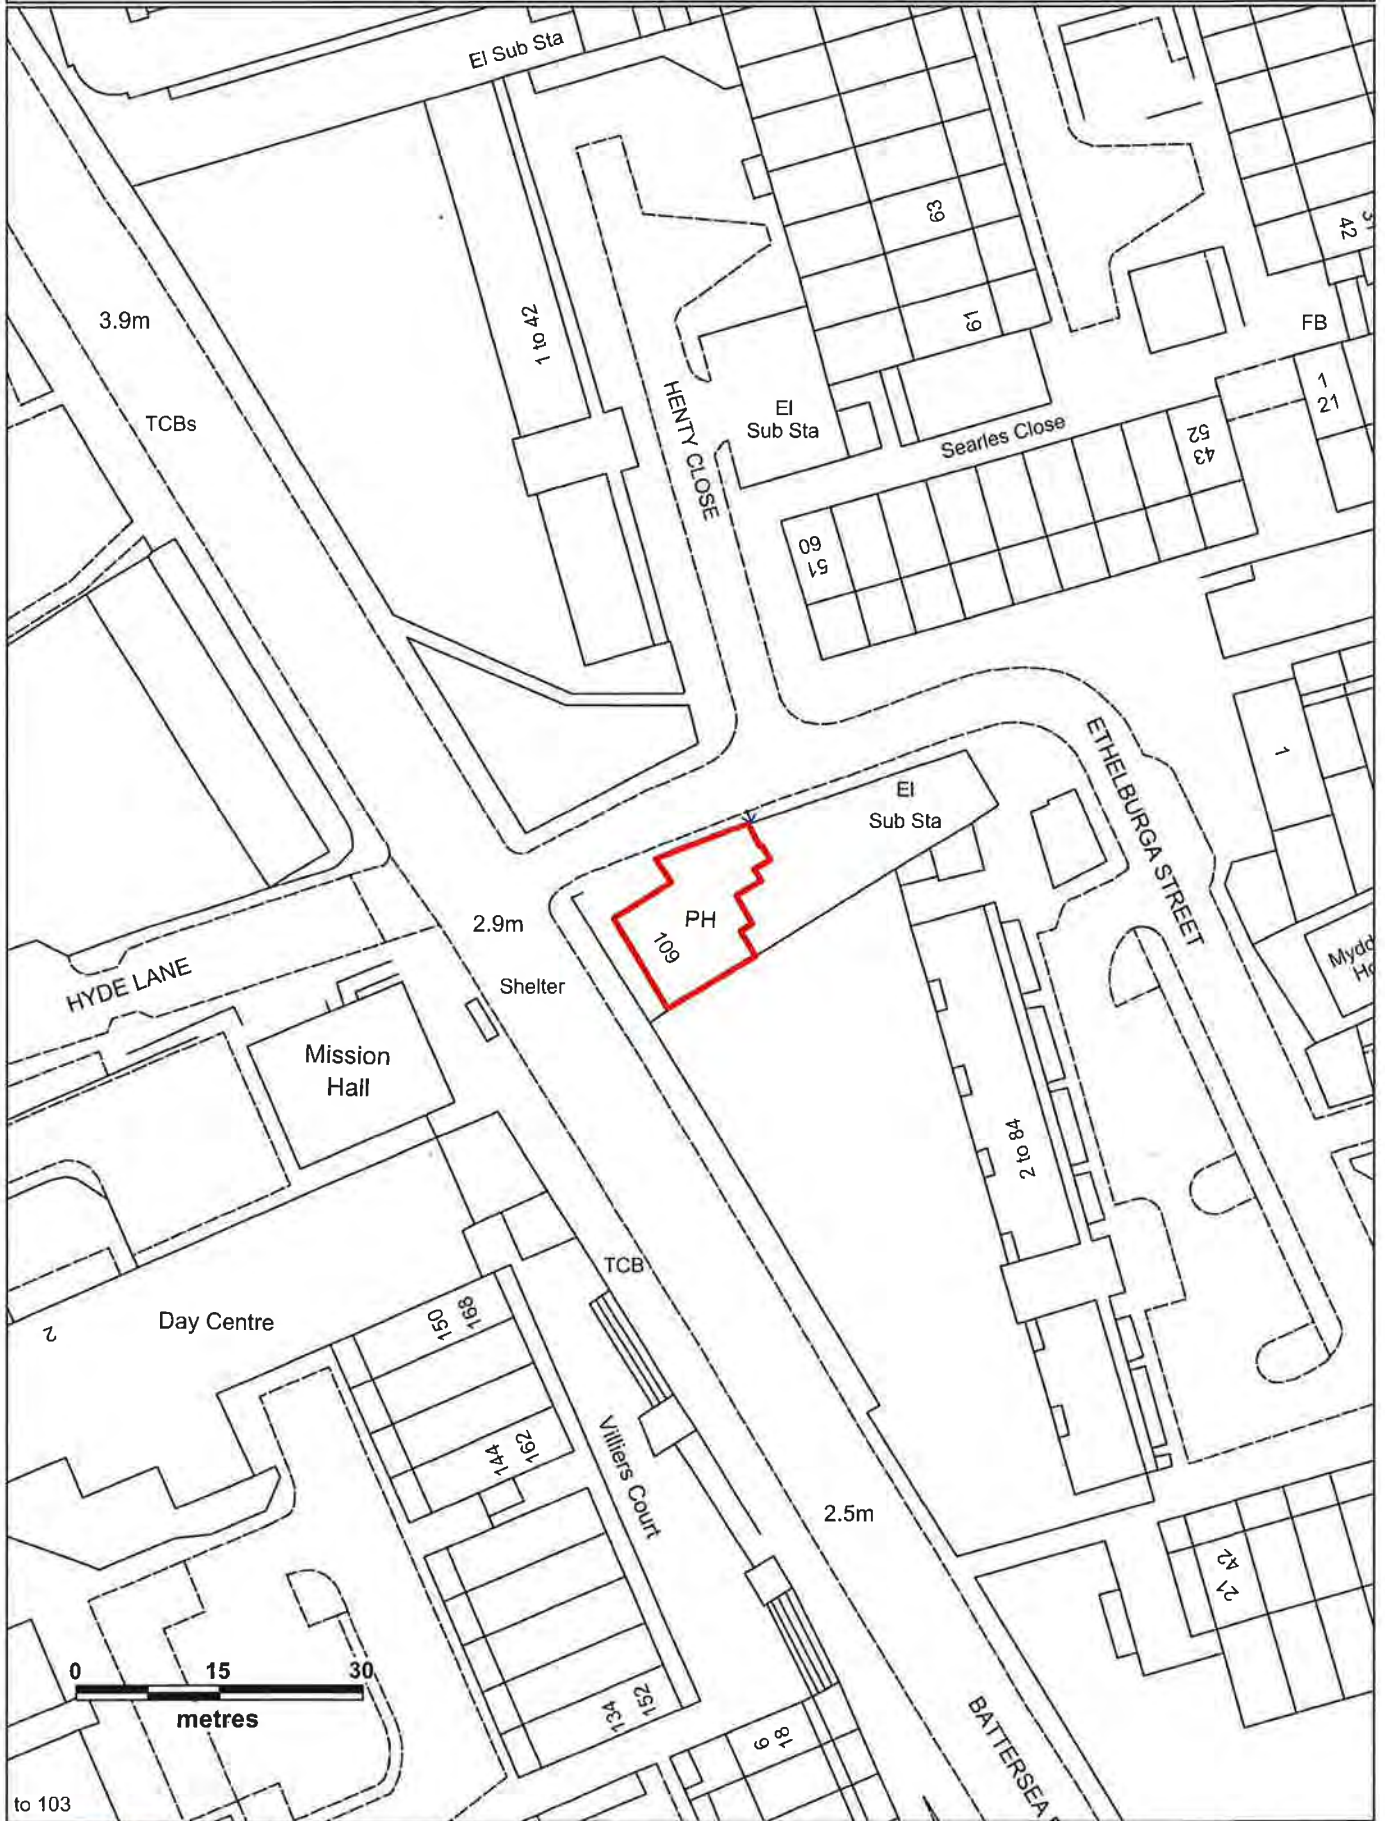 El Sub Sta
63
42
3.9m
1 to 42
61
FB
HENTY CLOSE
El
Sub Sta
1
21
TCBs
Searles Close
52
43
60
51
ETHELBURGA STREET
1
El
Sub Sta
2.9m
PH
109
HYDE LANE
Shelter
Mission
Hall
2 to 84
TCB
Day Centre
2
150
168
Villiers Court
144
162
2.5m
21
42
0 15 30
metres
134
152
6
18
BATTERSEA
to 103